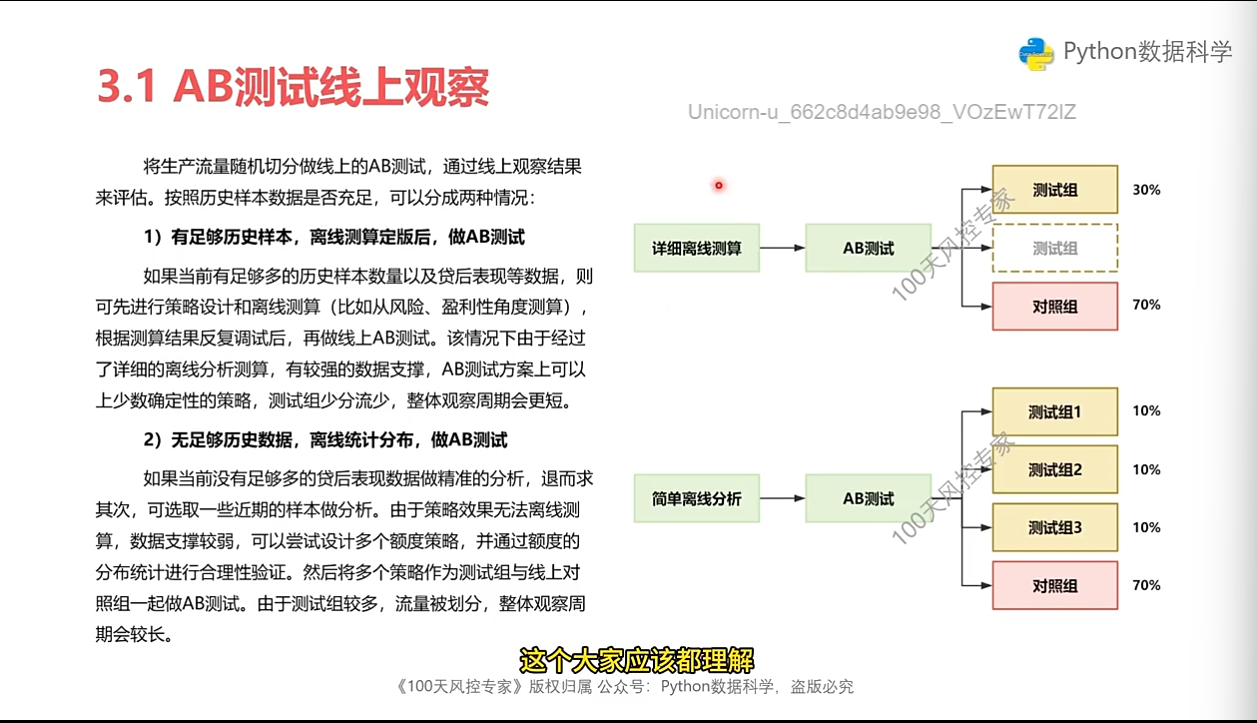 Python数据科学
3.1 AB测试线上观察
Unicorn-u_662c8d4ab9e98_VOzEwT72lZ
将生产流量随机切分做线上的AB测试，通过线上观察结果
来评估。按照历史样本数据是否充足，可以分成两种情况：
1）有足够历史样本，离线测算定版后，做AB测试
如果当前有足够多的历史样本数量以及贷后表现等数据，则
可先进行策略设计和离线测算（比如从风险、盈利性角度测算），
根据测算结果反复调试后，再做线上AB测试。该情况下由于经过
了详细的离线分析测算，有较强的数据支撑，AB测试方案上可以
上少数确定性的策略，测试组少分流少，整体观察周期会更短。
2）无足够历史数据，离线统计分布，做AB测试
如果当前没有足够多的贷后表现数据做精准的分析，退而求
其次，可选取一些近期的样本做分析。由于策略效果无法离线测
算，数据支撑较弱，可以尝试设计多个额度策略，并通过额度的
分布统计进行合理性验证。然后将多个策略作为测试组与线上对
照组一起做AB测试。由于测试组较多，流量被划分，整体观察周
期会较长。
详细离线测算
AB测试
测试组
30%
测试组
对照组
70%
100天风控专家
简单离线分析
AB测试
测试组1
10%
测试组2
10%
测试组3
10%
对照组
70%
100天风控专家
这个大家应该都理解
《100天风控专家》版权归属 公众号：Python数据科学，盗版必究